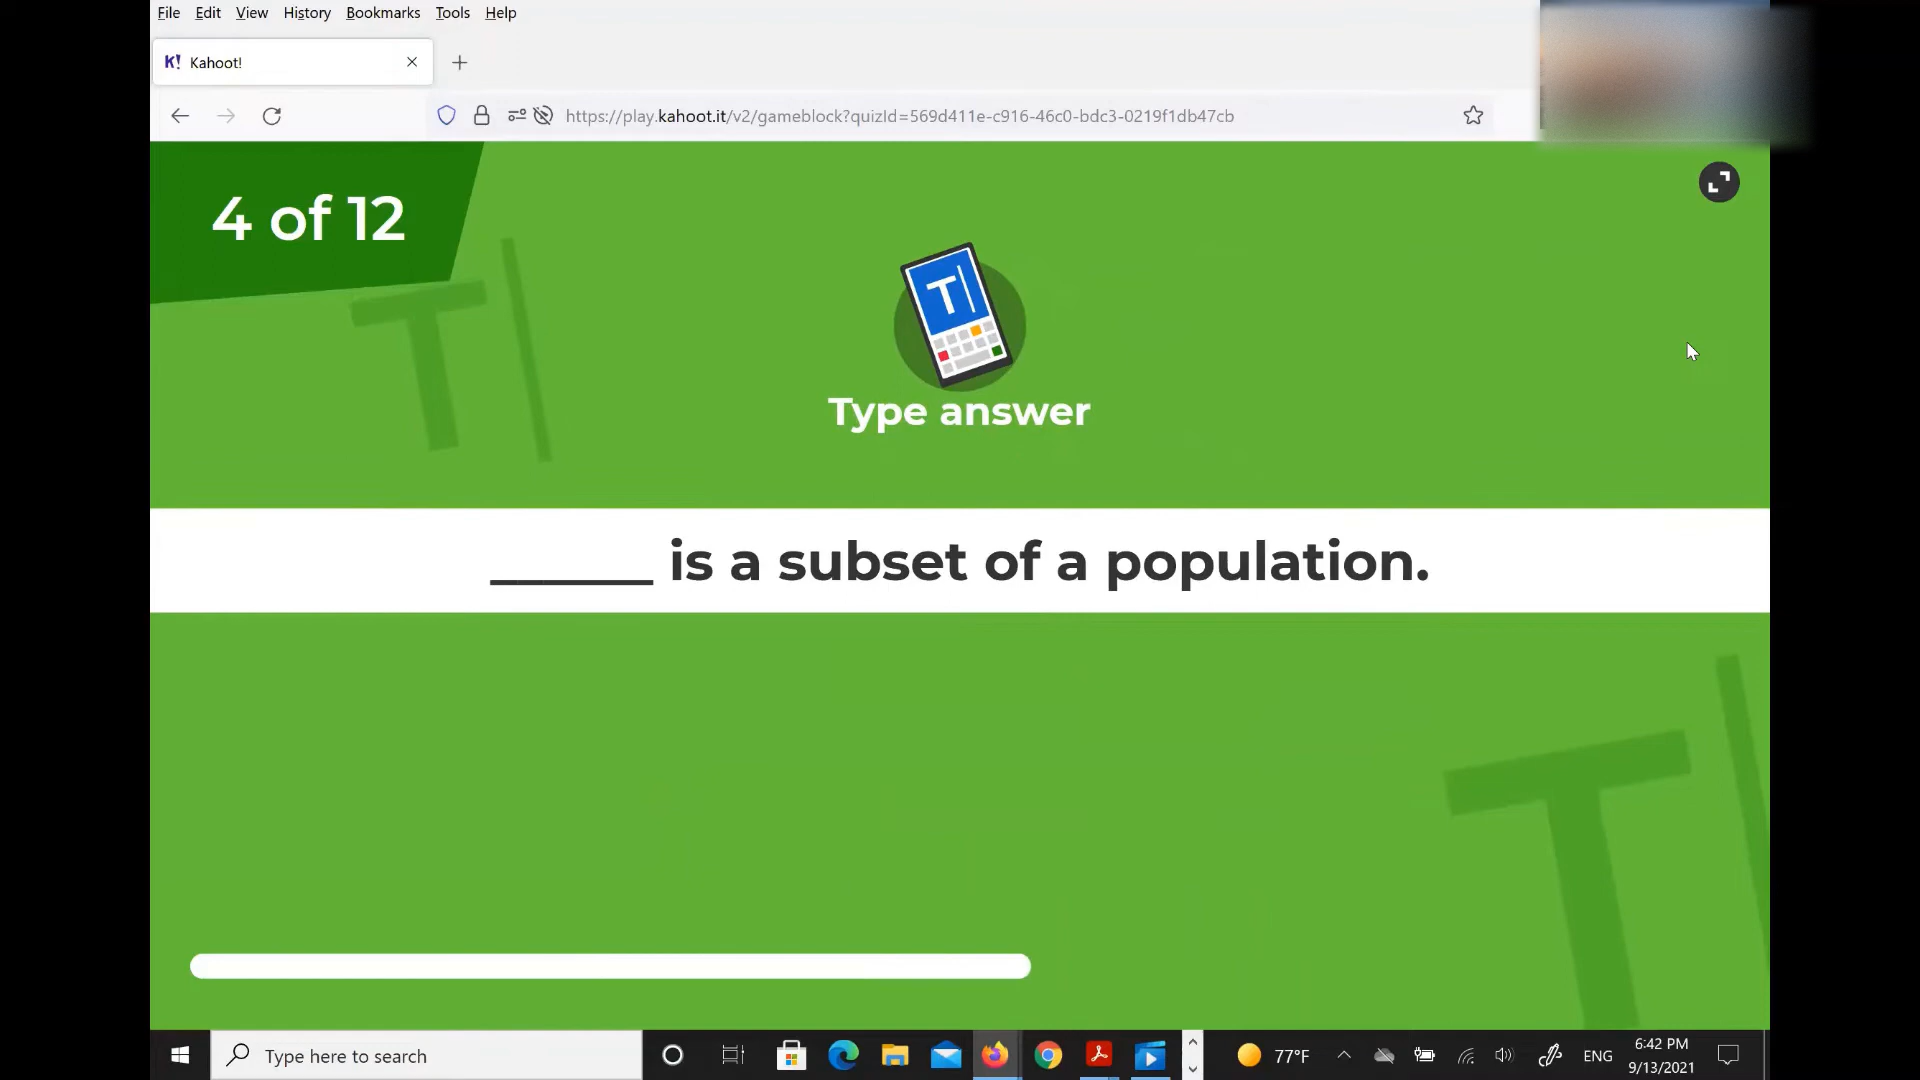 File Edit View History Bookmarks Tools Help
K! Kahoot!
https://play.kahoot.it/v2/gameblock?quizId=569d411e-c916-46c0-bdc3-0219f1db47cb
4 of 12
T
T
Type answer
______ is a subset of a population.
T
Type here to search
77°F
ENG
6:42 PM
9/13/2021